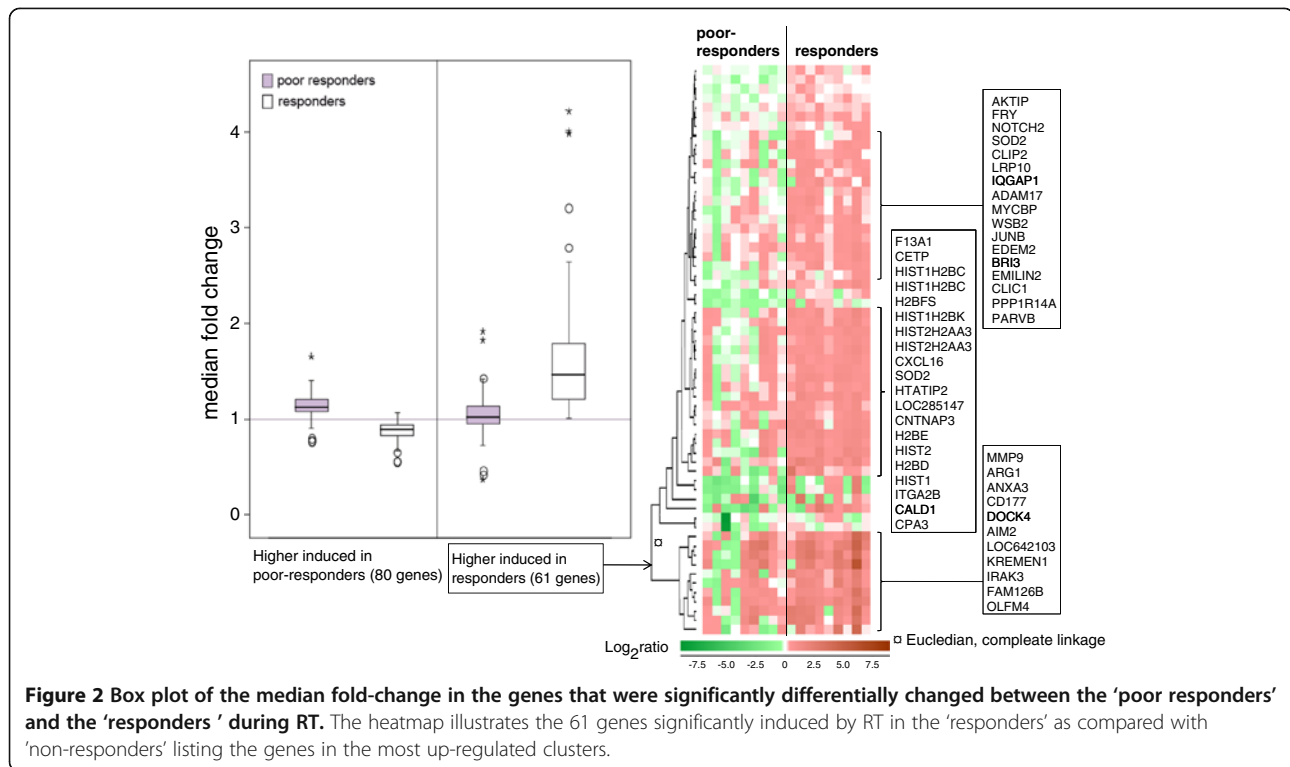 poor responders
responders
4
3
2
1
0
median fold change
Higher induced in
poor-responders (80 genes)
Higher induced in
responders (61 genes)
poor-
responders
responders
¤
AKTIP
FRY
NOTCH2
SOD2
CLIP2
LRP10
IQGAP1
ADAM17
MYCBP
WSB2
JUNB
EDEM2
BRI3
EMILIN2
CLIC1
PPP1R14A
PARVB
F13A1
CETP
HIST1H2BC
HIST1H2BC
H2BFS
HIST1H2BK
HIST2H2AA3
HIST2H2AA3
CXCL16
SOD2
HTATIP2
LOC285147
CNTNAP3
H2BE
HIST2
H2BD
HIST1
ITGA2B
CALD1
CPA3
MMP9
ARG1
ANXA3
CD177
DOCK4
AIM2
LOC642103
KREMEN1
IRAK3
FAM126B
OLFM4
Log2ratio
-7.5 -5.0 -2.5 0 2.5 5.0 7.5
¤ Eucledian, compleate linkage
Figure 2 Box plot of the median fold-change in the genes that were significantly differentially changed between the 'poor responders'
and the 'responders ' during RT. The heatmap illustrates the 61 genes significantly induced by RT in the 'responders' as compared with
'non-responders' listing the genes in the most up-regulated clusters.